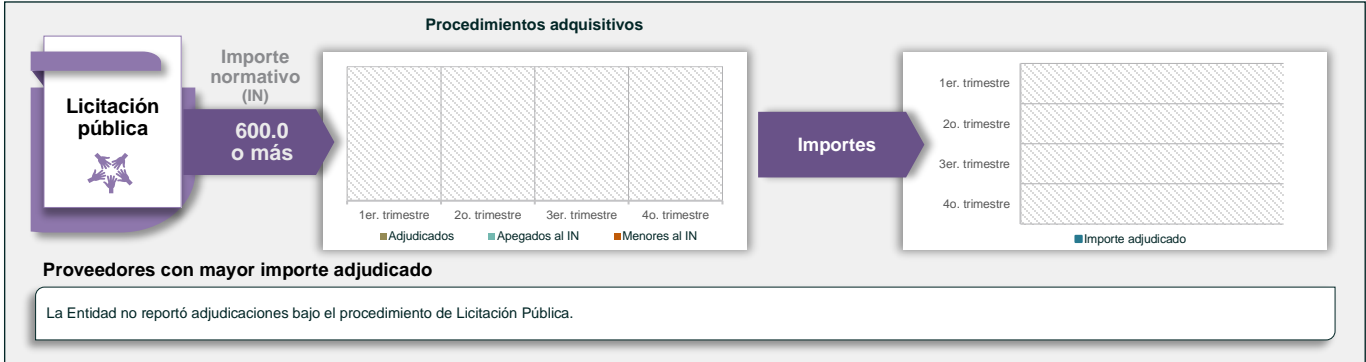 Procedimientos adquisitivos
Licitación
pública
Importe
normativo
(IN)
600.0
o más
1er. trimestre
2o. trimestre
3er. trimestre
4o. trimestre
Adjudicados
Apegados al IN
Menores al IN
Importes
1er. trimestre
2o. trimestre
3er. trimestre
4o. trimestre
Importe adjudicado
Proveedores con mayor importe adjudicado
La Entidad no reportó adjudicaciones bajo el procedimiento de Licitación Pública.